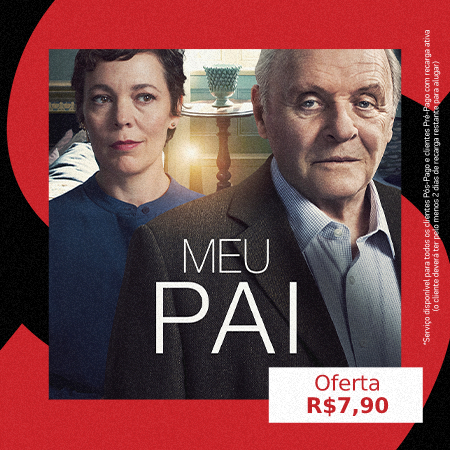 MEU
PAI
Oferta
R$7,90
*Serviço disponível para todos os clientes Pós-Pago e clientes Pré-Pago com recarga ativa
(o cliente deverá ter pelo menos 2 dias de recarga restante para alugar)